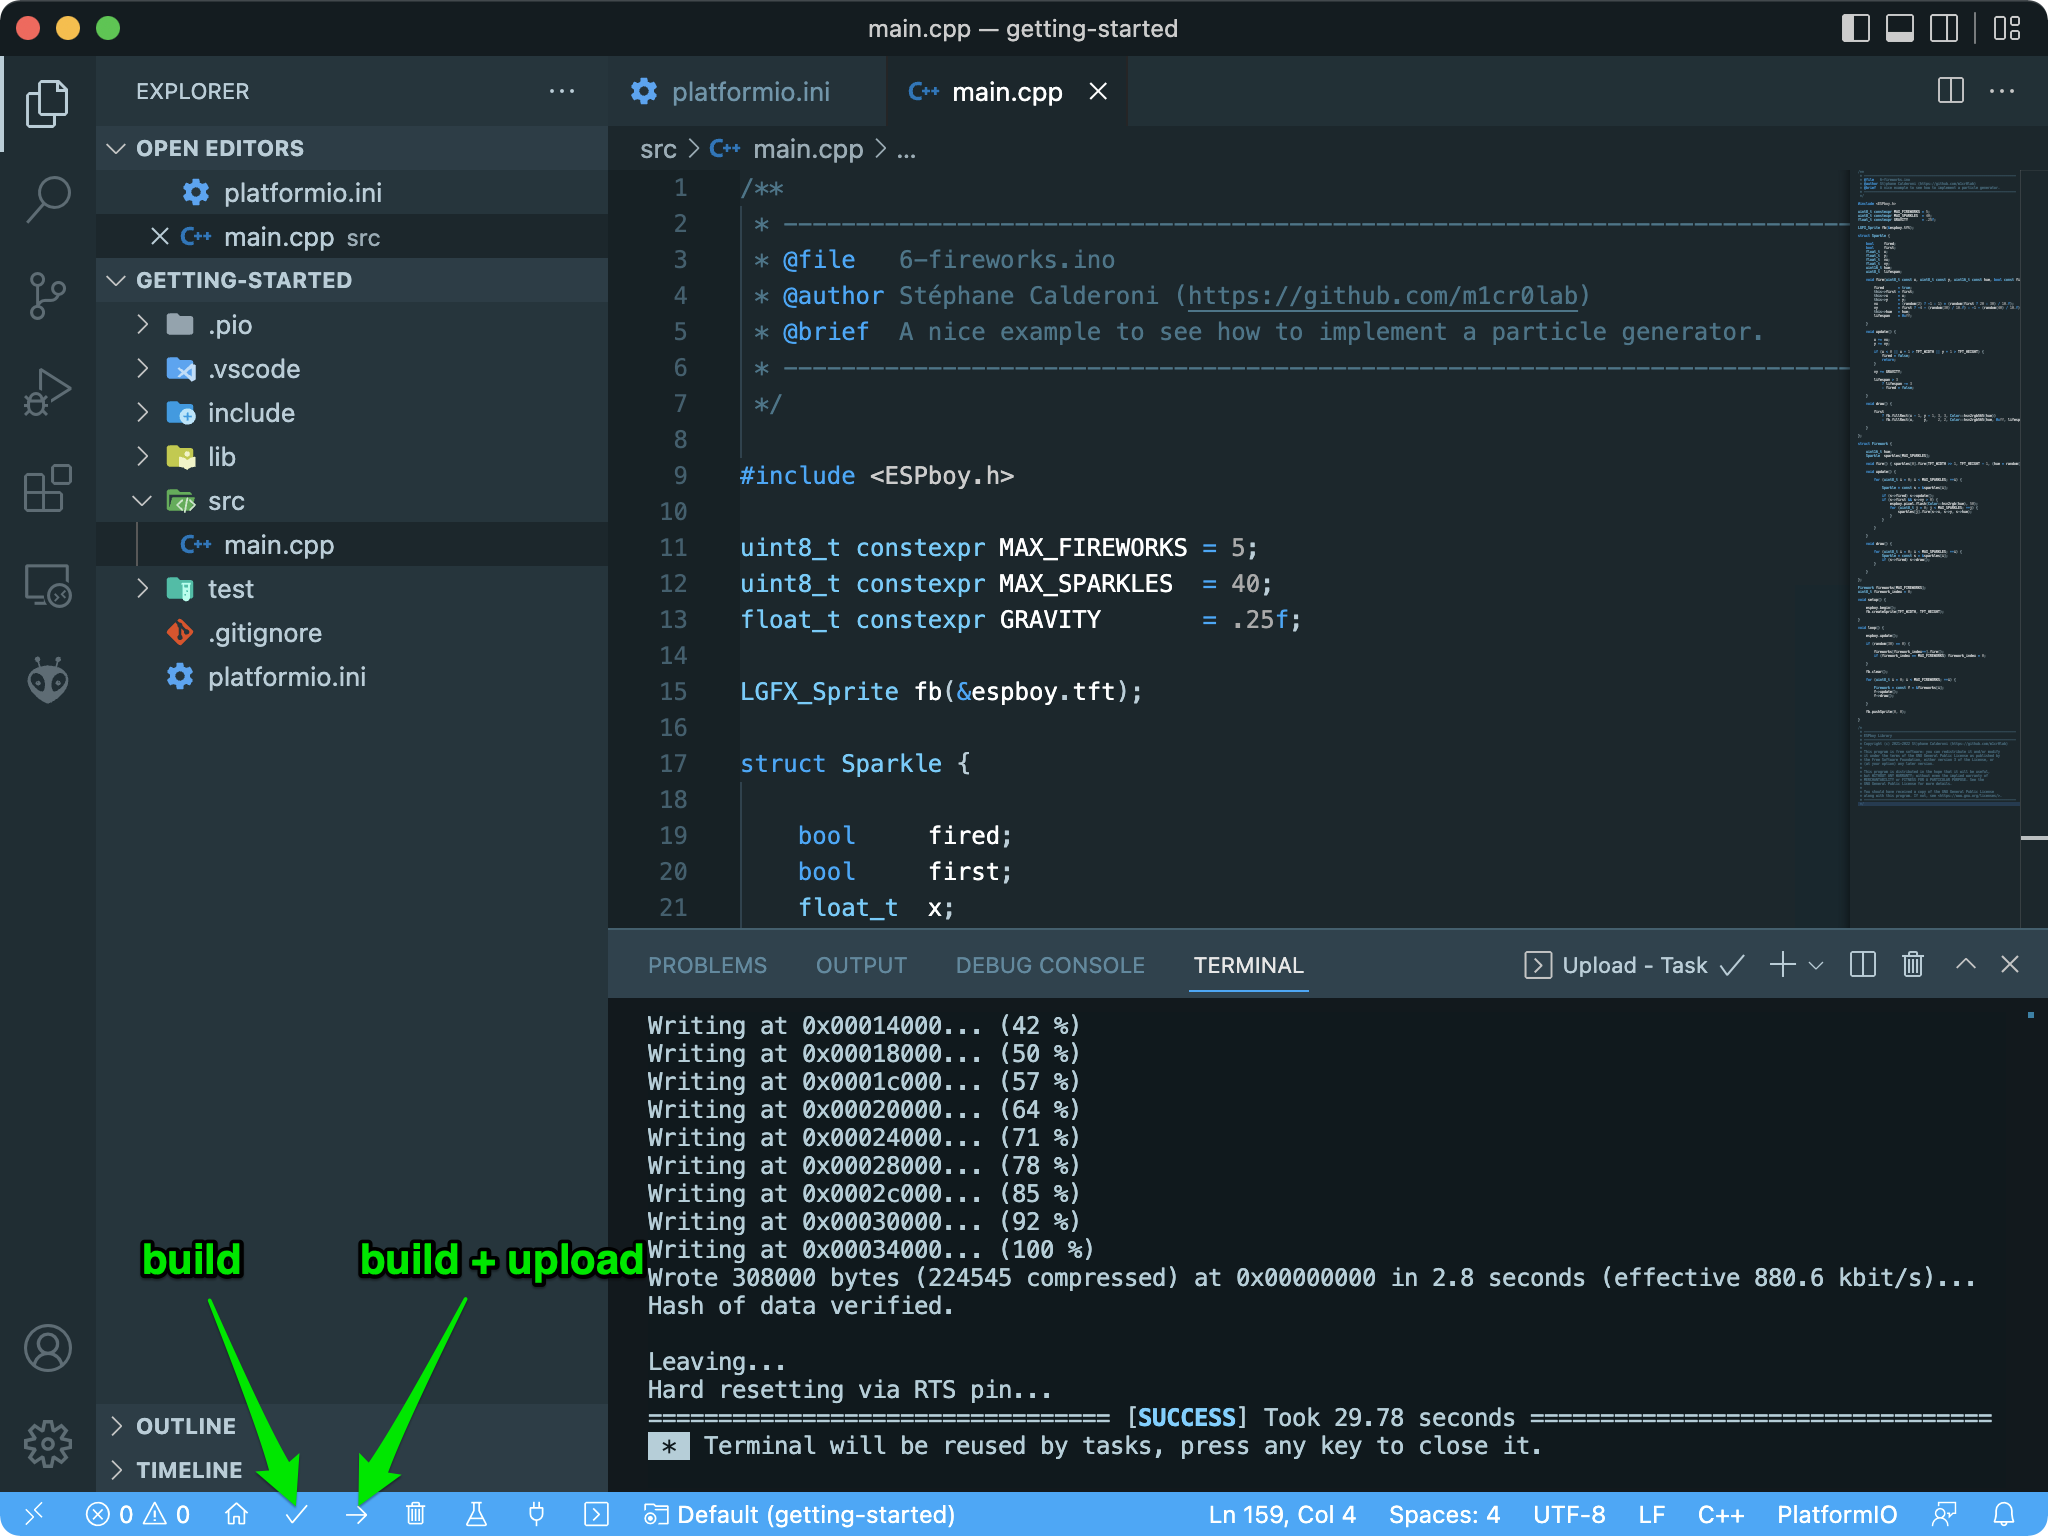 main.cpp — getting-started
EXPLORER
OPEN EDITORS
platformio.ini
main.cpp src
GETTING-STARTED
.pio
.vscode
include
lib
src
main.cpp
test
.gitignore
platformio.ini
OUTLINE
TIMELINE
build
build + upload
platformio.ini
C++ main.cpp
src > C++ main.cpp > ...
1 /**
2 * --------------------------------------------------------------------------
3 * @file 6-fireworks.ino
4 * @author Stéphane Calderoni (https://github.com/m1cr0lab)
5 * @brief A nice example to see how to implement a particle generator.
6 * --------------------------------------------------------------------------
7 */
8
9 #include <ESPboy.h>
10
11 uint8_t constexpr MAX_FIREWORKS = 5;
12 uint8_t constexpr MAX_SPARKLES = 40;
13 float_t constexpr GRAVITY = .25f;
14
15 LGFX_Sprite fb(&espboy.tft);
16
17 struct Sparkle {
18
19 bool fired;
20 bool first;
21 float_t x;
PROBLEMS OUTPUT DEBUG CONSOLE TERMINAL Upload - Task
Writing at 0x00014000... (42 %)
Writing at 0x00018000... (50 %)
Writing at 0x0001c000... (57 %)
Writing at 0x00020000... (64 %)
Writing at 0x00024000... (71 %)
Writing at 0x00028000... (78 %)
Writing at 0x0002c000... (85 %)
Writing at 0x00030000... (92 %)
Writing at 0x00034000... (100 %)
Wrote 308000 bytes (224545 compressed) at 0x00000000 in 2.8 seconds (effective 880.6 kbit/s)...
Hash of data verified.
Leaving...
Hard resetting via RTS pin...
================================= [SUCCESS] Took 29.78 seconds =================================
* Terminal will be reused by tasks, press any key to close it.
0 0 Default (getting-started) Ln 159, Col 4 Spaces: 4 UTF-8 LF C++ PlatformIO